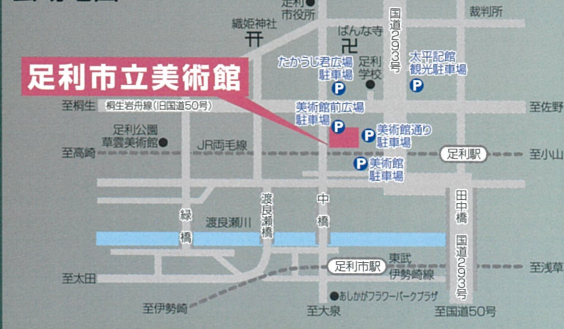 足利
市役所
裁判所
織姫神社
ばんな寺
国道293号
たからじ君広場
駐車場
足利
学校
太平記館
観光駐車場
足利市立美術館
至桐生
桐生岩舟線(旧国道50号)
美術館前広場
駐車場
至佐野
足利公園
草雲美術館
美術館通り
駐車場
至高崎
JR両毛線
足利駅
至小山
美術館
駐車場
緑橋
渡良瀬橋
中橋
田中橋
国道293号
渡良瀬川
至太田
足利市駅
東武
伊勢崎線
至浅草
至伊勢崎
あしかがフラワーパークプラザ
至大泉
至国道50号